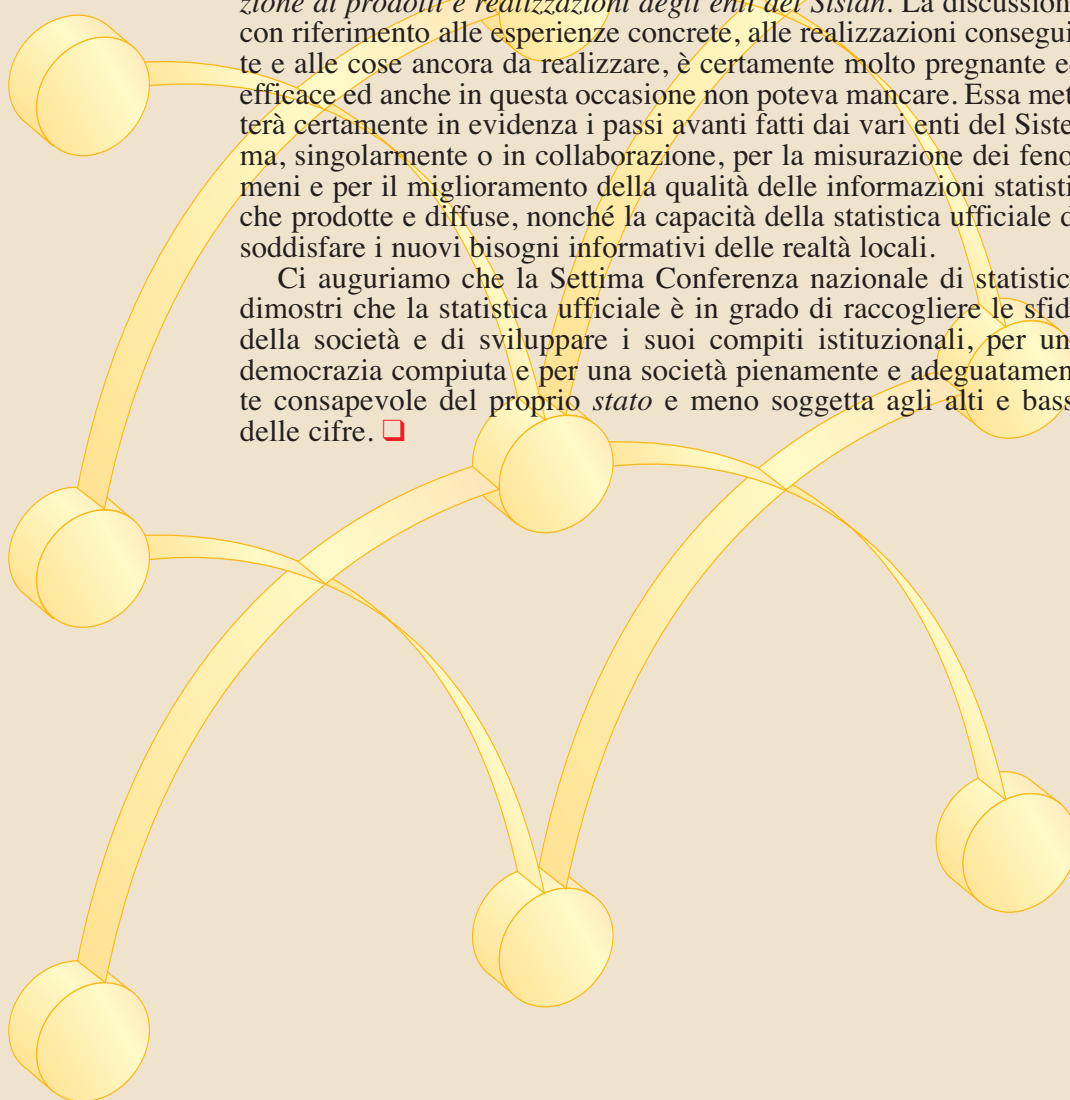 zione di prodotti e realizzazioni degli enti del Sistan. La discussion
con riferimento alle esperienze concrete, alle realizzazioni consegui
te e alle cose ancora da realizzare, è certamente molto pregnante e
efficace ed anche in questa occasione non poteva mancare. Essa met
terà certamente in evidenza i passi avanti fatti dai vari enti del Siste
ma, singolarmente o in collaborazione, per la misurazione dei feno
meni e per il miglioramento della qualità delle informazioni statisti
che prodotte e diffuse, nonché la capacità della statistica ufficiale d
soddisfare i nuovi bisogni informativi delle realtà locali.
Ci auguriamo che la Settima Conferenza nazionale di statistic
dimostri che la statistica ufficiale è in grado di raccogliere le sfid
della società e di sviluppare i suoi compiti istituzionali, per un
democrazia compiuta e per una società pienamente e adeguatamen
te consapevole del proprio stato e meno soggetta agli alti e bass
delle cifre. ❑